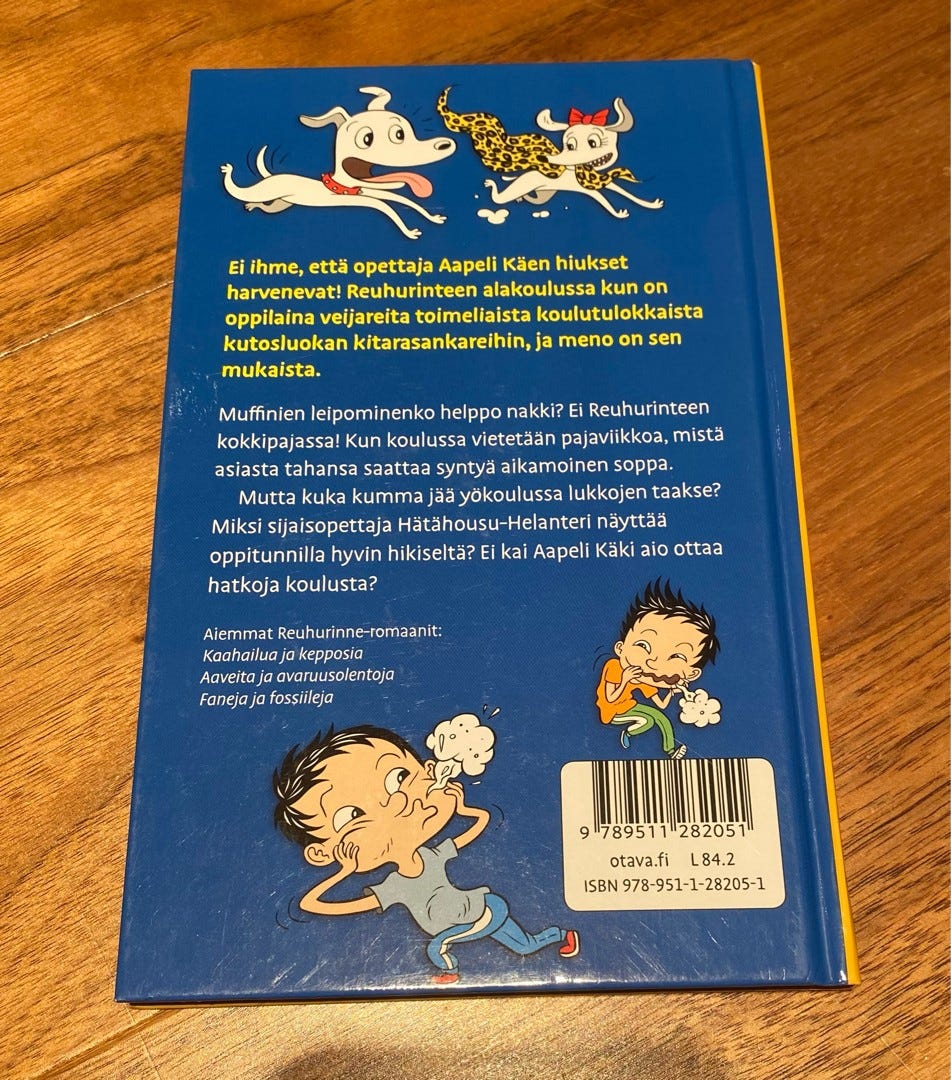 Ei ihme, että opettaja Aapeli Käen hiukset
harvenevat! Reuhurinteen alakoulussa kun on
oppilaina veijareita toimeliaista koulutulokkaista
kutosluokan kitarasankareihin, ja meno on sen
mukaista.
Muffinien leipominenko helppo nakki? Ei Reuhurinteen
kokkipajassa! Kun koulussa vietetään pajaviikkoa, mistä
asiasta tahansa saattaa syntyä aikamoinen soppa.
Mutta kuka kumma jää yökoulussa lukkojen taakse?
Miksi sijaisopettaja Hätähousu-Helanteri näyttää
oppitunnilla hyvin hikiseltä? Ei kai Aapeli Käki aio ottaa
hatkoja koulusta?
Aiemmat Reuhurinne-romaanit:
Kaahailua ja kepposia
Aaveita ja avaruusolentoja
Faneja ja fossiileja
9 789511 282051
otava.fi L 84.2
ISBN 978-951-1-28205-1